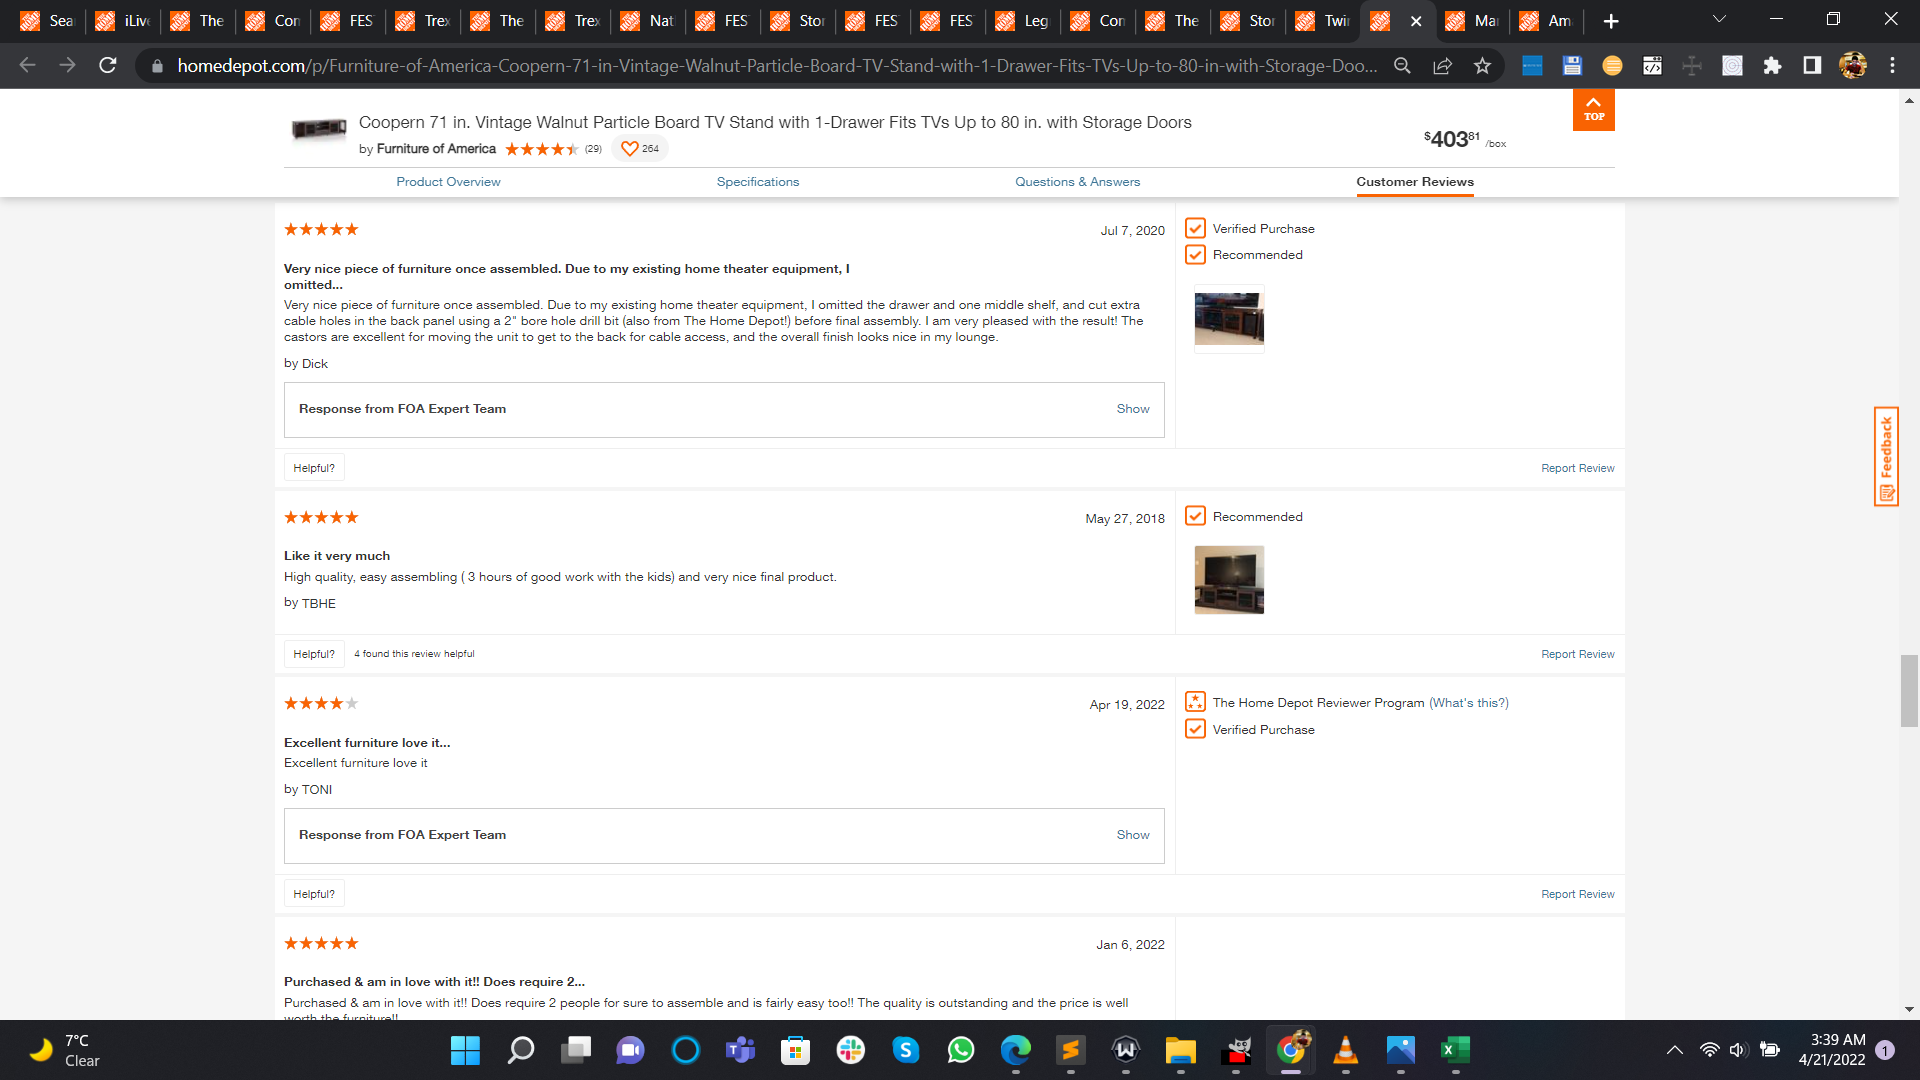 Sea
iLive
The
Con
FES
Trex
The
Trex
Nati
FES
Stor
FES
FES
Leg
Con
The
Stor
Twin
Ma
Am
homedepot.com/p/Furniture-of-America-Coopern-71-in-Vintage-Walnut-Particle-Board-TV-Stand-with-1-Drawer-Fits-TVs-Up-to-80-in-with-Storage-Doo...
Coopern 71 in. Vintage Walnut Particle Board TV Stand with 1-Drawer Fits TVs Up to 80 in. with Storage Doors
by Furniture of America (29) 264
$40381 /box
TOP
Product Overview
Specifications
Questions & Answers
Customer Reviews
Jul 7, 2020
Verified Purchase
Recommended
Very nice piece of furniture once assembled. Due to my existing home theater equipment, I
omitted...
Very nice piece of furniture once assembled. Due to my existing home theater equipment, I omitted the drawer and one middle shelf, and cut extra
cable holes in the back panel using a 2" bore hole drill bit (also from The Home Depot!) before final assembly. I am very pleased with the result! The
castors are excellent for moving the unit to get to the back for cable access, and the overall finish looks nice in my lounge.
by Dick
Response from FOA Expert Team
Show
Helpful?
Report Review
Feedback
May 27, 2018
Recommended
Like it very much
High quality, easy assembling ( 3 hours of good work with the kids) and very nice final product.
by TBHE
Helpful?
4 found this review helpful
Report Review
Apr 19, 2022
The Home Depot Reviewer Program (What's this?)
Verified Purchase
Excellent furniture love it...
Excellent furniture love it
by TONI
Response from FOA Expert Team
Show
Helpful?
Report Review
Jan 6, 2022
Purchased & am in love with it!! Does require 2...
Purchased & am in love with it!! Does require 2 people for sure to assemble and is fairly easy too!! The quality is outstanding and the price is well
worth the furniture!!
7°C
Clear
3:39 AM
4/21/2022
1